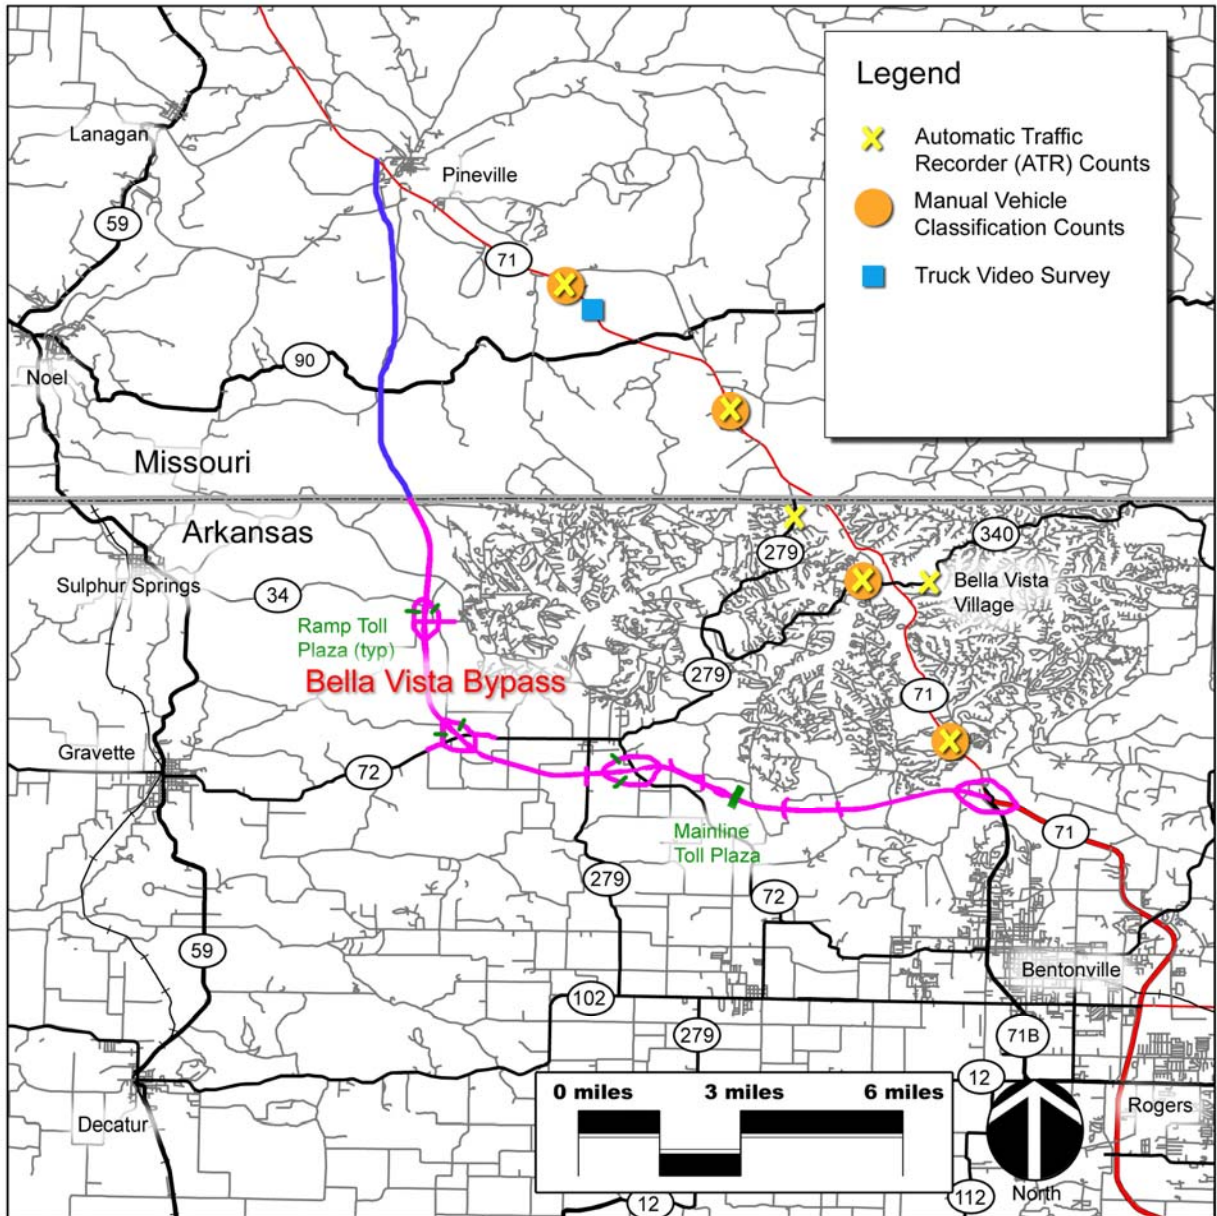 Legend
Automatic Traffic
Recorder (ATR) Counts
Manual Vehicle
Classification Counts
Truck Video Survey
Lanagan
Pineville
59
71
90
Noel
Missouri
Arkansas
279
340
Sulphur Springs
34
Bella Vista
Village
Ramp Toll
Plaza (typ)
Bella Vista Bypass
279
71
Gravette
72
Mainline
Toll Plaza
71
279
72
59
Bentonville
102
279
71B
12
0 miles 3 miles 6 miles
Rogers
Decatur
North
12
112